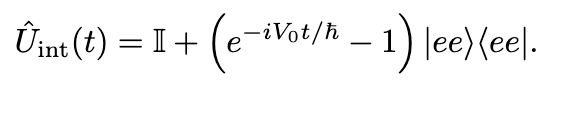 Û_int(t) = 𝕀 + (e^{-iV₀t/ħ} − 1) |ee⟩⟨ee|.